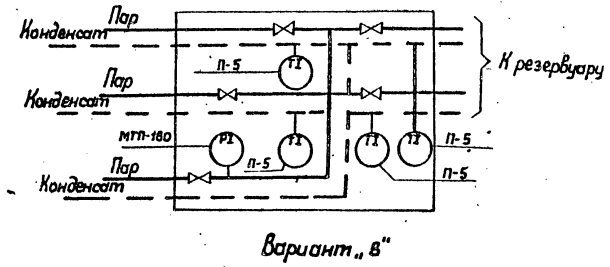 Пар
Конденсат
TI
П-5
К резервуару
Пар
Конденсат
МТП-160
PI
TI
TI
TI
П-5
П-5
П-5
Пар
Конденсат
Вариант „в"